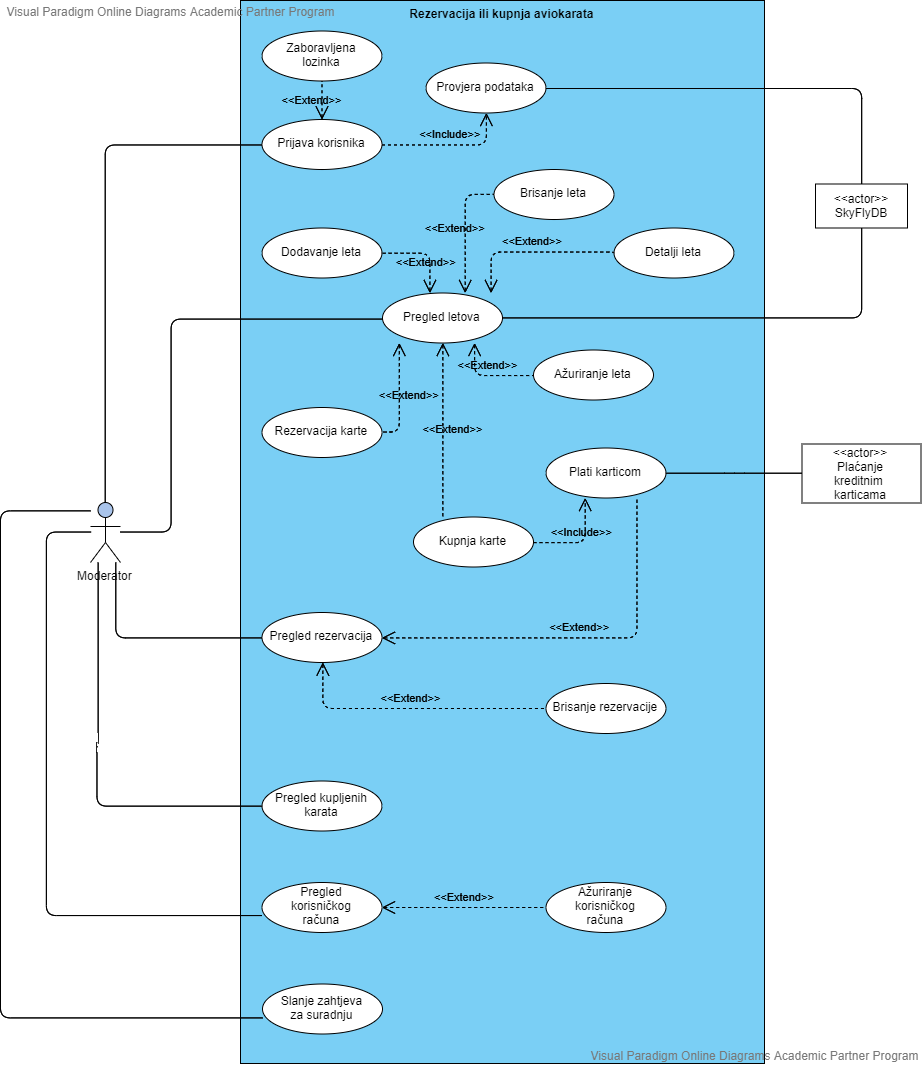 Visual Paradigm Online Diagrams Academic Partner Program
Rezervacija ili kupnja aviokarata
Zaboravljena
lozinka
<<Extend>>
Provjera podataka
<<Include>>
Prijava korisnika
<<actor>>
SkyFlyDB
Brisanje leta
<<Extend>>
<<Extend>>
Dodavanje leta
<<Extend>>
Detalji leta
Pregled letova
<<Extend>>
Ažuriranje leta
<<Extend>>
Rezervacija karte
<<Extend>>
Plati karticom
<<actor>>
Plaćanje
kreditnim
karticama
<<Include>>
Kupnja karte
Moderator
<<Extend>>
Pregled rezervacija
<<Extend>>
Brisanje rezervacije
Pregled kupljenih
karata
Pregled
korisničkog
računa
<<Extend>>
Ažuriranje
korisničkog
računa
Slanje zahtjeva
za suradnju
Visual Paradigm Online Diagrams Academic Partner Program